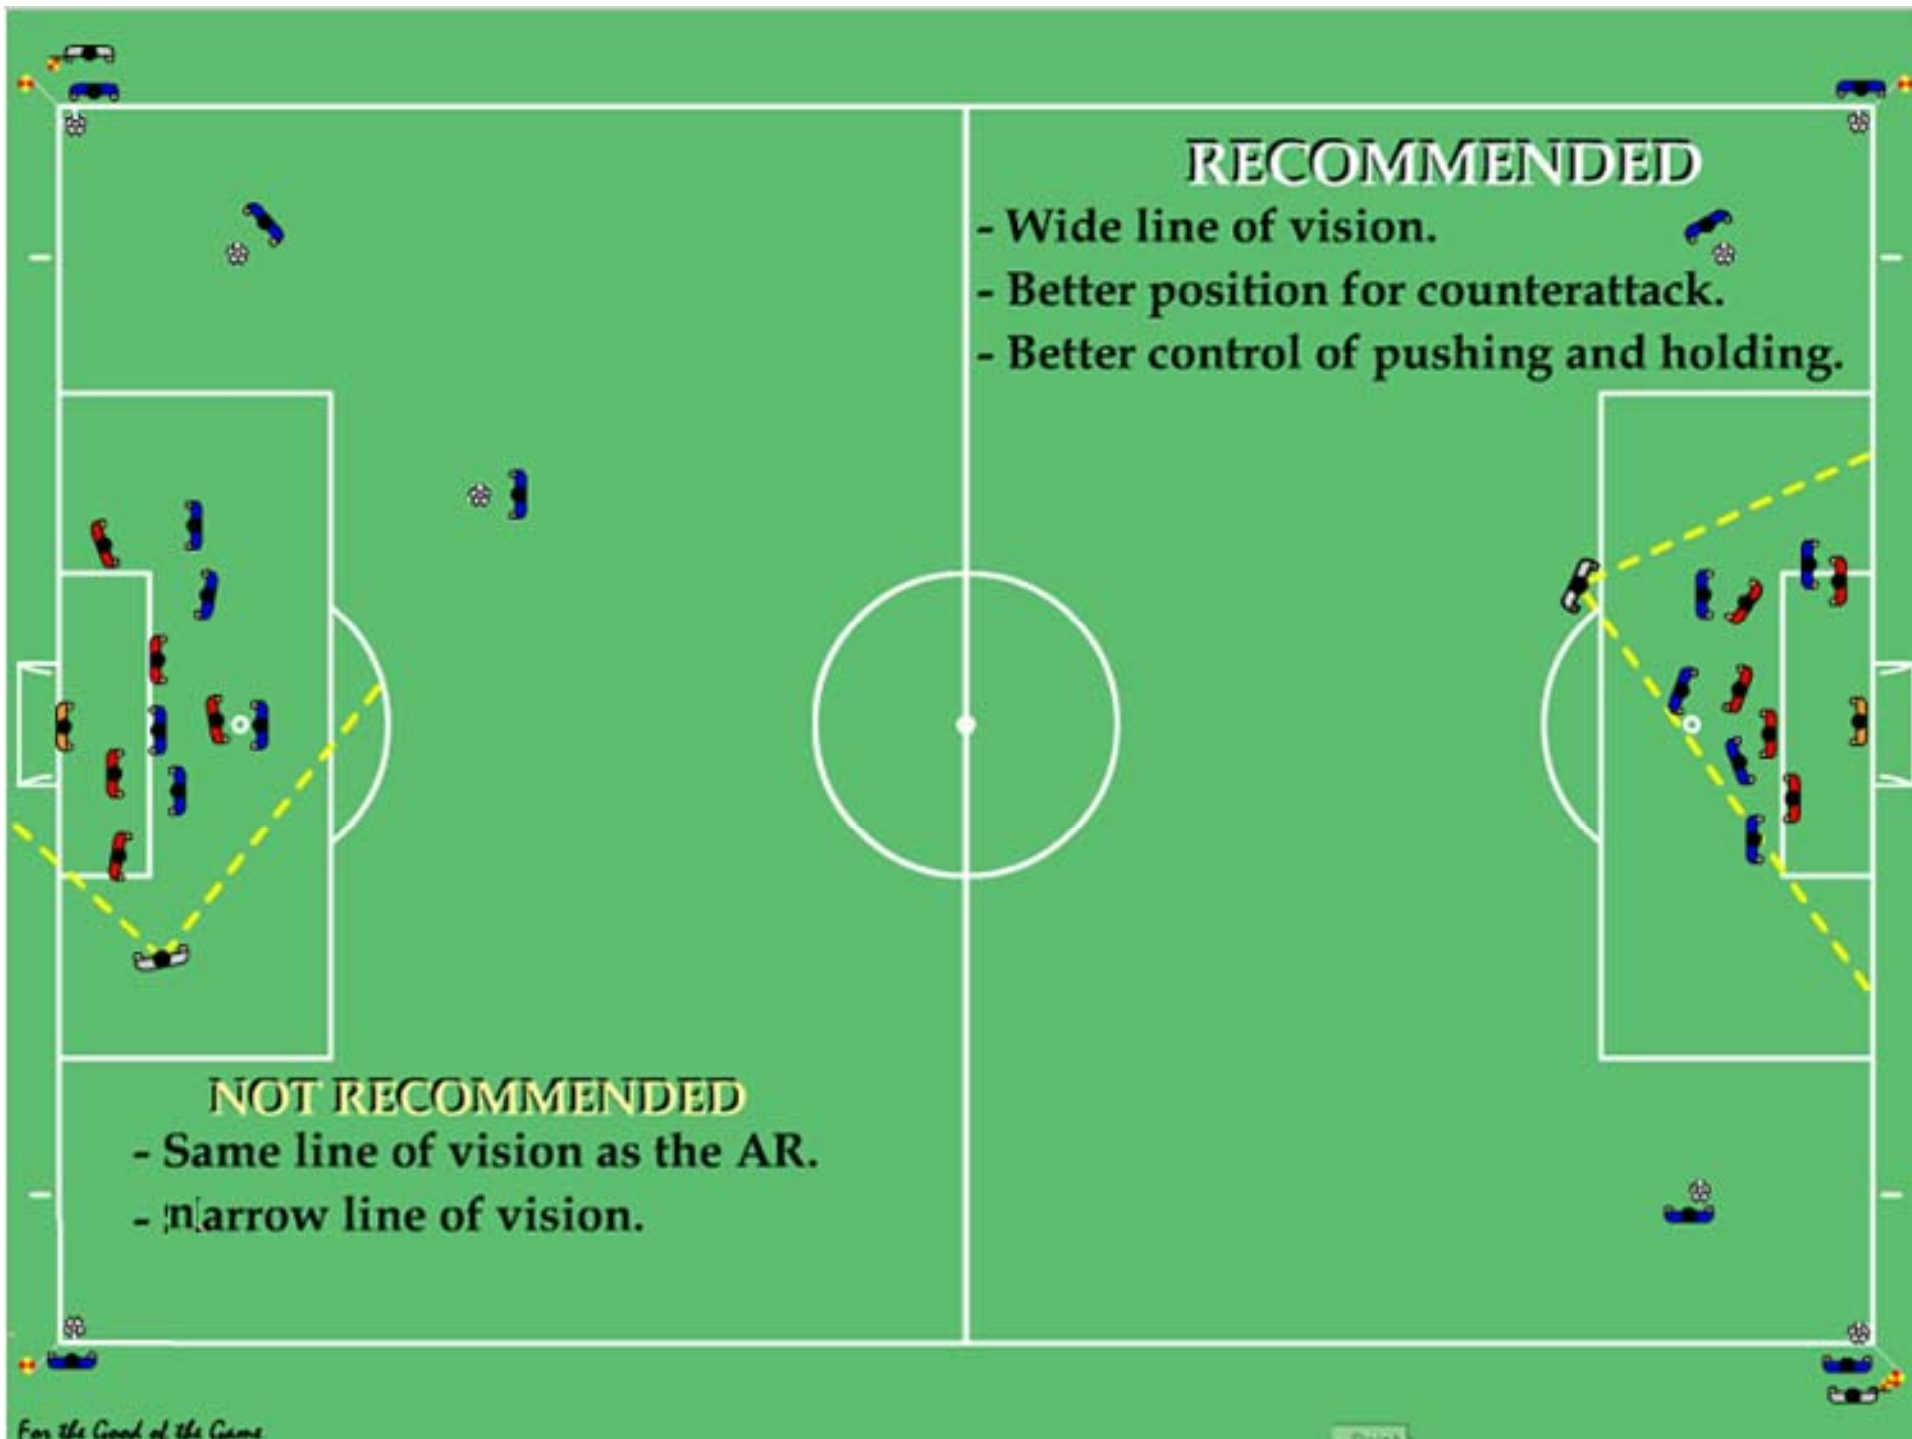 RECOMMENDED
- Wide line of vision.
- Better position for counterattack.
- Better control of pushing and holding.
NOT RECOMMENDED
- Same line of vision as the AR.
- narrow line of vision.
For the Good of the Game